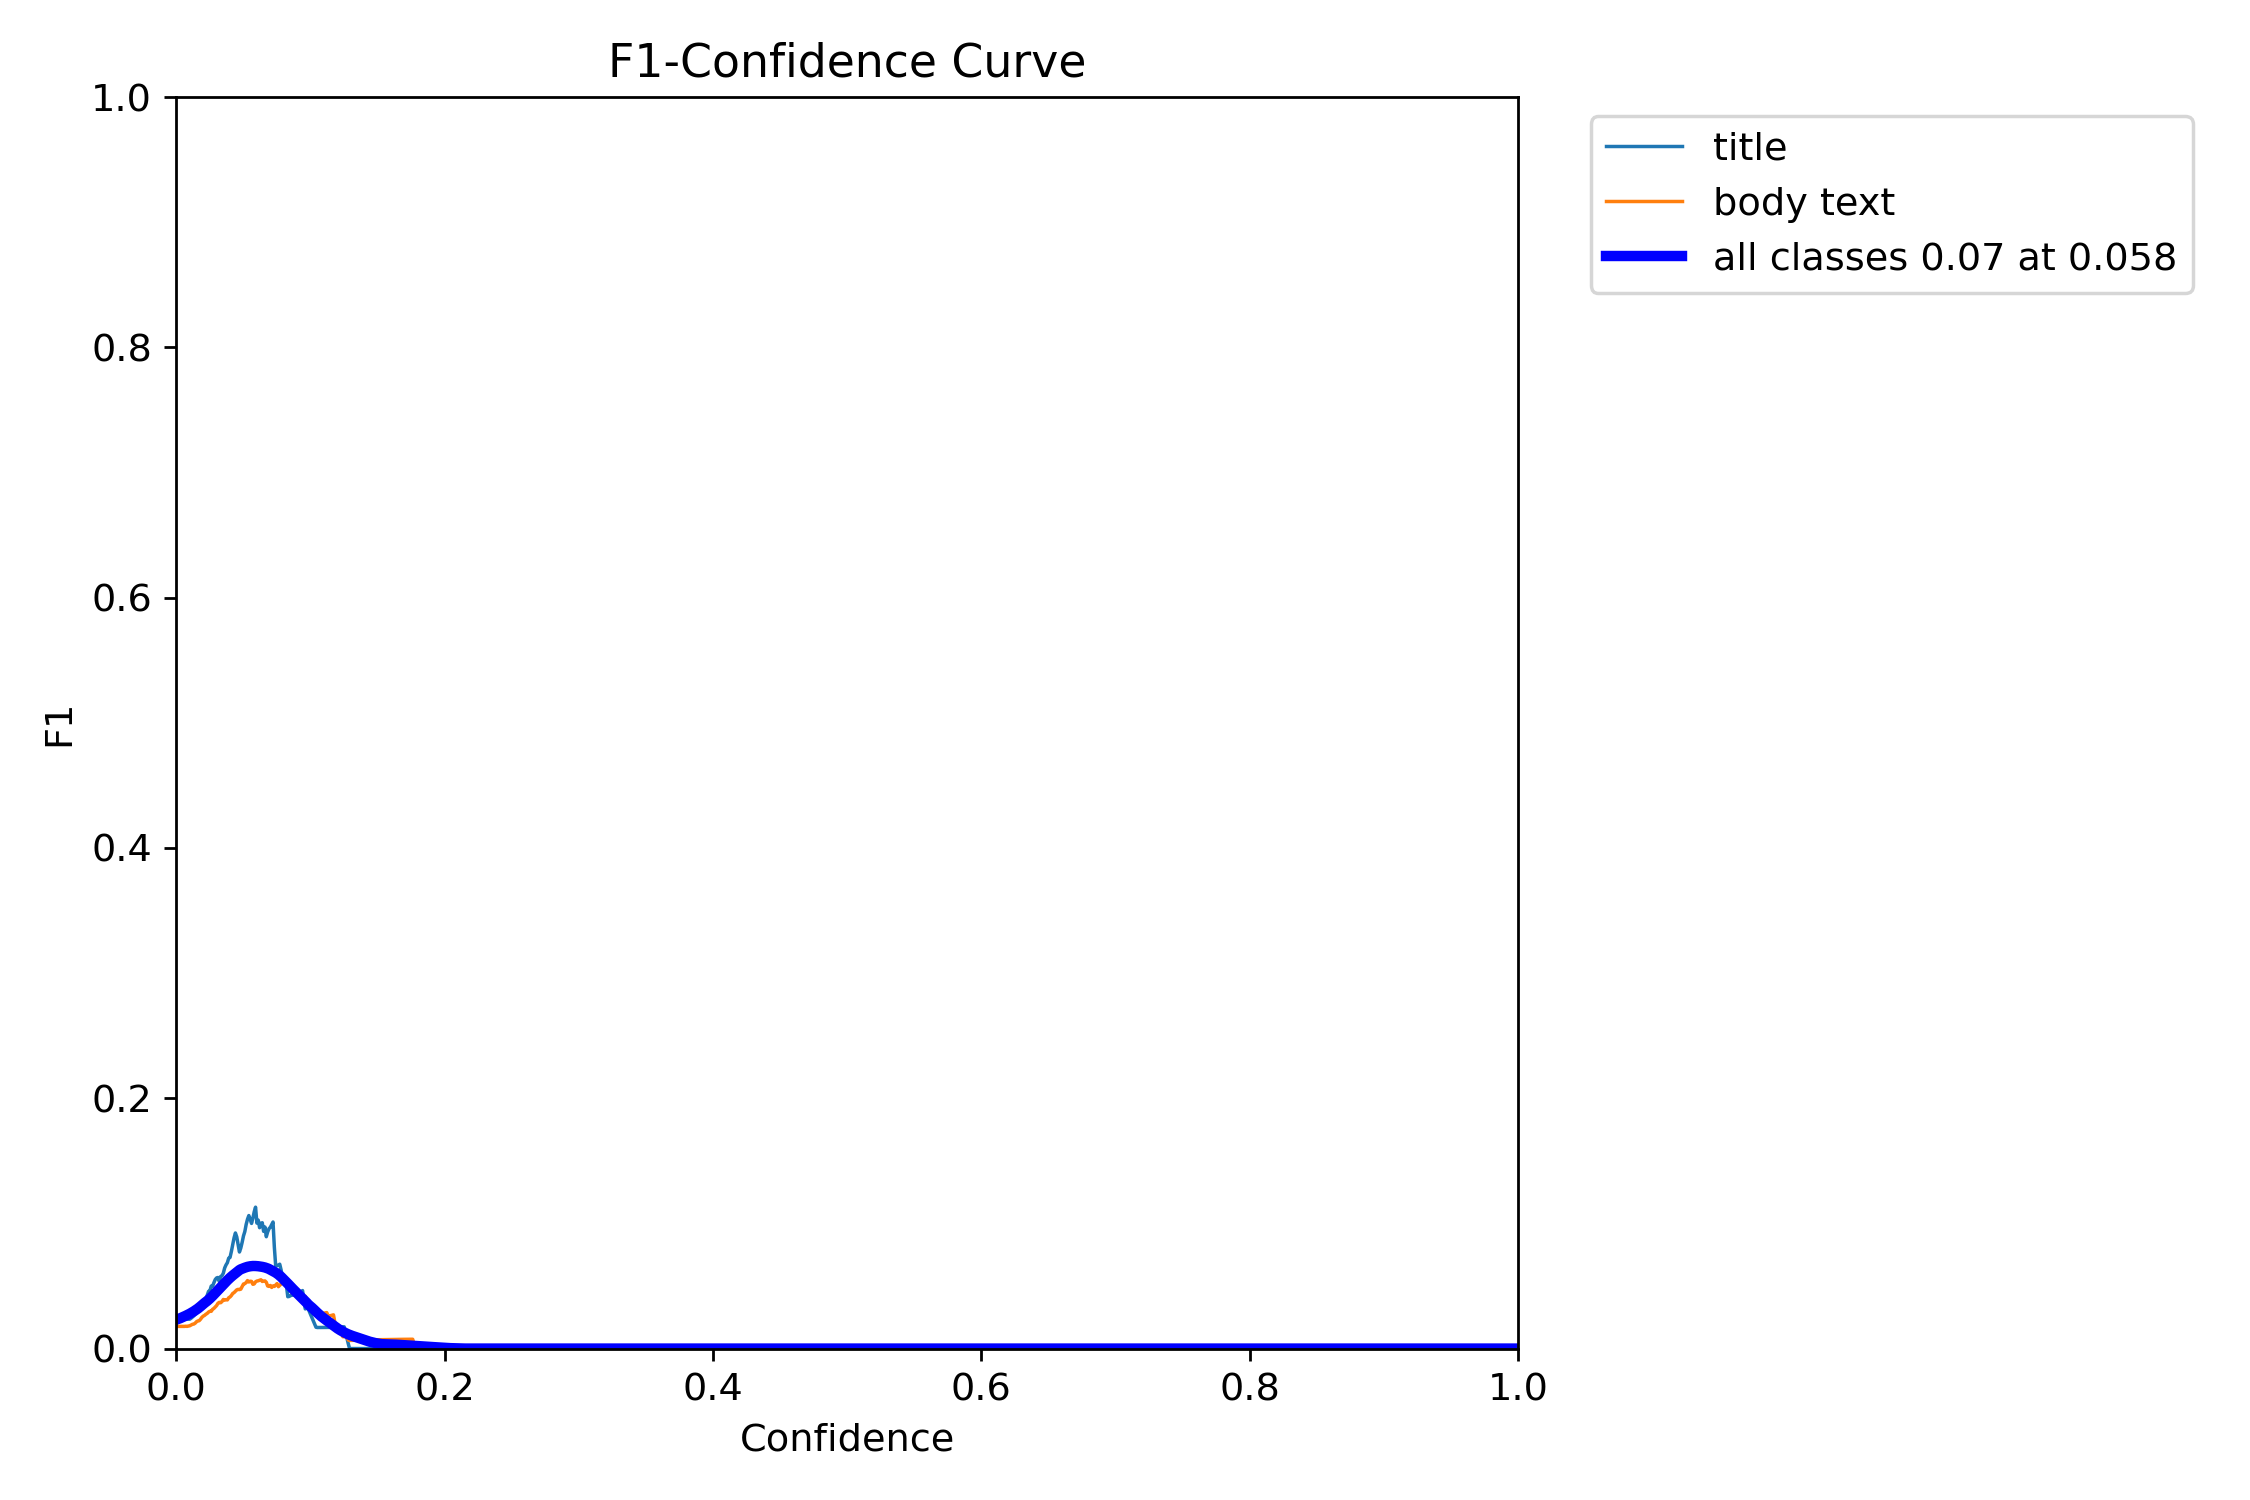 F1-Confidence Curve
1.0
0.8
0.6
0.4
0.2
0.0
F1
0.0 0.2 0.4 0.6 0.8 1.0
Confidence
title
body text
all classes 0.07 at 0.058